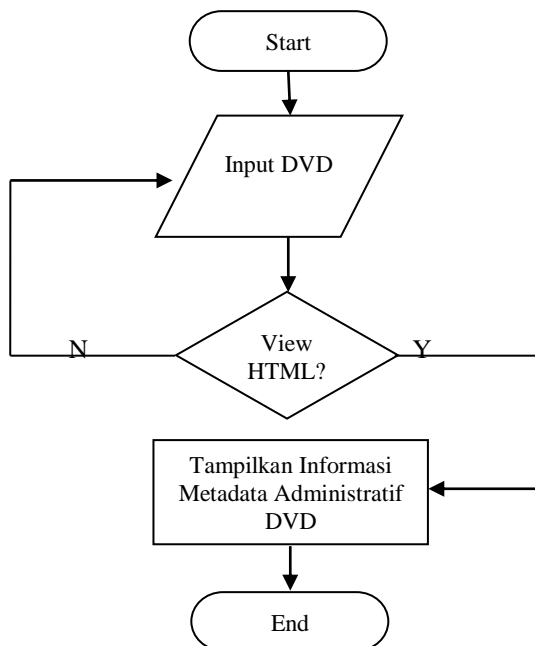 Start
Input DVD
View
HTML?
N
Y
Tampilkan Informasi
Metadata Administratif
DVD
End